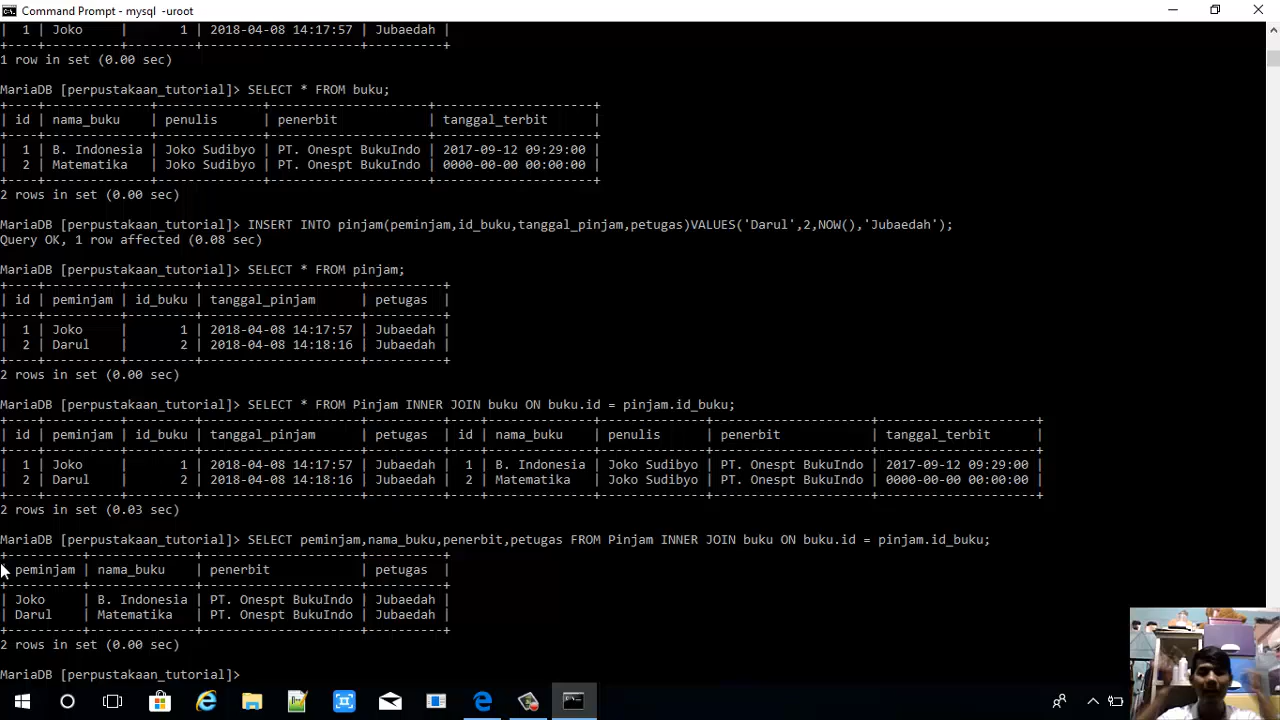 Command Prompt - mysql -uroot
|  1 | Joko     |       1 | 2018-04-08 14:17:57 | Jubaedah |
+----+----------+---------+---------------------+----------+
1 row in set (0.00 sec)
MariaDB [perpustakaan_tutorial]> SELECT * FROM buku;
+----+--------------+--------------+---------------------+---------------------+
| id | nama_buku    | penulis      | penerbit            | tanggal_terbit      |
+----+--------------+--------------+---------------------+---------------------+
|  1 | B. Indonesia | Joko Sudibyo | PT. Onespt BukuIndo | 2017-09-12 09:29:00 |
|  2 | Matematika   | Joko Sudibyo | PT. Onespt BukuIndo | 0000-00-00 00:00:00 |
+----+--------------+--------------+---------------------+---------------------+
2 rows in set (0.00 sec)
MariaDB [perpustakaan_tutorial]> INSERT INTO pinjam(peminjam,id_buku,tanggal_pinjam,petugas)VALUES('Darul',2,NOW(),'Jubaedah');
Query OK, 1 row affected (0.08 sec)
MariaDB [perpustakaan_tutorial]> SELECT * FROM pinjam;
+----+----------+---------+---------------------+----------+
| id | peminjam | id_buku | tanggal_pinjam      | petugas  |
+----+----------+---------+---------------------+----------+
|  1 | Joko     |       1 | 2018-04-08 14:17:57 | Jubaedah |
|  2 | Darul    |       2 | 2018-04-08 14:18:16 | Jubaedah |
+----+----------+---------+---------------------+----------+
2 rows in set (0.00 sec)
MariaDB [perpustakaan_tutorial]> SELECT * FROM Pinjam INNER JOIN buku ON buku.id = pinjam.id_buku;
+----+----------+---------+---------------------+----------+----+--------------+--------------+---------------------+---------------------+
| id | peminjam | id_buku | tanggal_pinjam      | petugas  | id | nama_buku    | penulis      | penerbit            | tanggal_terbit      |
+----+----------+---------+---------------------+----------+----+--------------+--------------+---------------------+---------------------+
|  1 | Joko     |       1 | 2018-04-08 14:17:57 | Jubaedah |  1 | B. Indonesia | Joko Sudibyo | PT. Onespt BukuIndo | 2017-09-12 09:29:00 |
|  2 | Darul    |       2 | 2018-04-08 14:18:16 | Jubaedah |  2 | Matematika   | Joko Sudibyo | PT. Onespt BukuIndo | 0000-00-00 00:00:00 |
+----+----------+---------+---------------------+----------+----+--------------+--------------+---------------------+---------------------+
2 rows in set (0.03 sec)
MariaDB [perpustakaan_tutorial]> SELECT peminjam,nama_buku,penerbit,petugas FROM Pinjam INNER JOIN buku ON buku.id = pinjam.id_buku;
+----------+--------------+---------------------+----------+
| peminjam | nama_buku    | penerbit            | petugas  |
+----------+--------------+---------------------+----------+
| Joko     | B. Indonesia | PT. Onespt BukuIndo | Jubaedah |
| Darul    | Matematika   | PT. Onespt BukuIndo | Jubaedah |
+----------+--------------+---------------------+----------+
2 rows in set (0.00 sec)
MariaDB [perpustakaan_tutorial]>